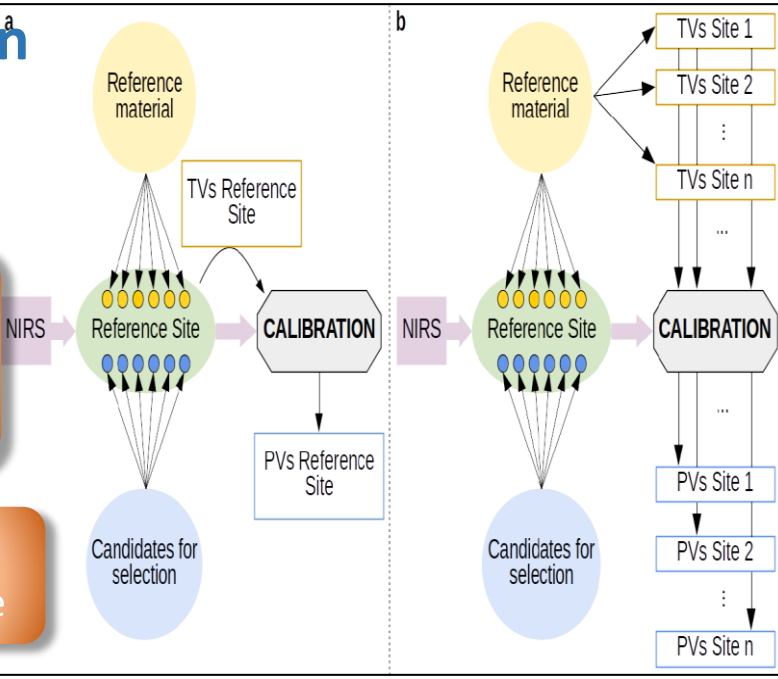 a
n
Reference
material
TVs Reference
Site
NIRS
Reference Site
CALIBRATION
PVs Reference
Site
Candidates for
selection
e
b
Reference
material
TVs Site 1
TVs Site 2
⋮
TVs Site n
...
NIRS
Reference Site
CALIBRATION
...
PVs Site 1
PVs Site 2
⋮
PVs Site n
Candidates for
selection